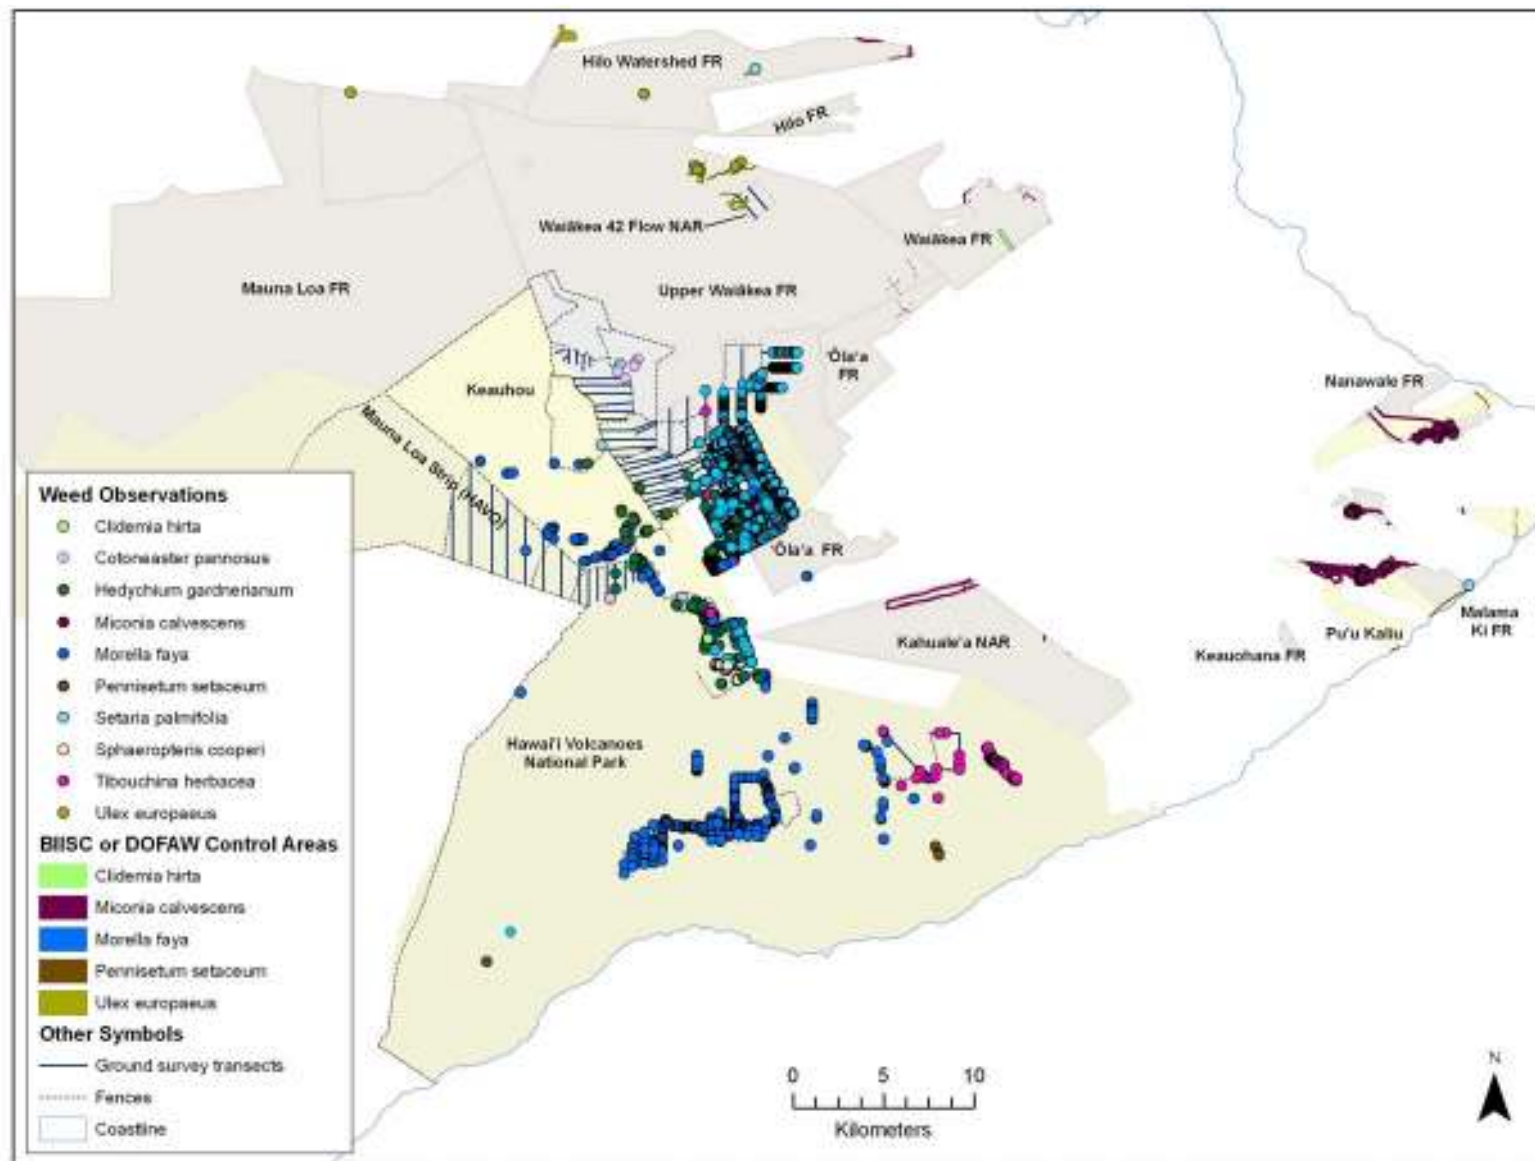 Hilo Watershed FR
Hilo FR
Waiākea 42 Flow NAR
Waiākea FR
Mauna Loa FR
Upper Waiākea FR
'Ōla'a
FR
Keauhou
Nanawale FR
Mauna Loa Strip (HAVO)
'Ōla'a FR
Kahuale'a NAR
Malama
Ki FR
Pu'u Kaliu
Keauohana FR
Hawai'i Volcanoes
National Park
Weed Observations
Clidemia hirta
Cotoneaster pannosus
Hedychium gardnerianum
Miconia calvescens
Morella faya
Pennisetum setaceum
Setaria palmifolia
Sphaeropteris cooperi
Tibouchina herbacea
Ulex europaeus
BIISC or DOFAW Control Areas
Clidemia hirta
Miconia calvescens
Morella faya
Pennisetum setaceum
Ulex europaeus
Other Symbols
Ground survey transects
Fences
Coastline
0 5 10
Kilometers
N